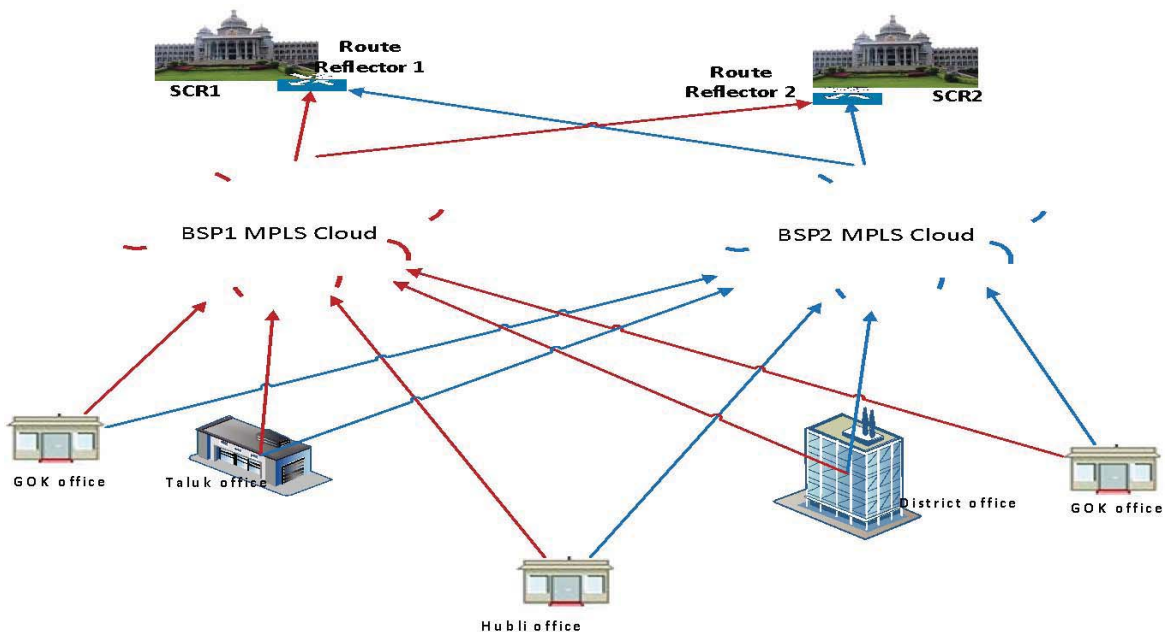 Route
Reflector 1
SCR1
Route
Reflector 2
SCR2
BSP1 MPLS Cloud
BSP2 MPLS Cloud
GOK office
Taluk office
District office
GOK office
Hubli office